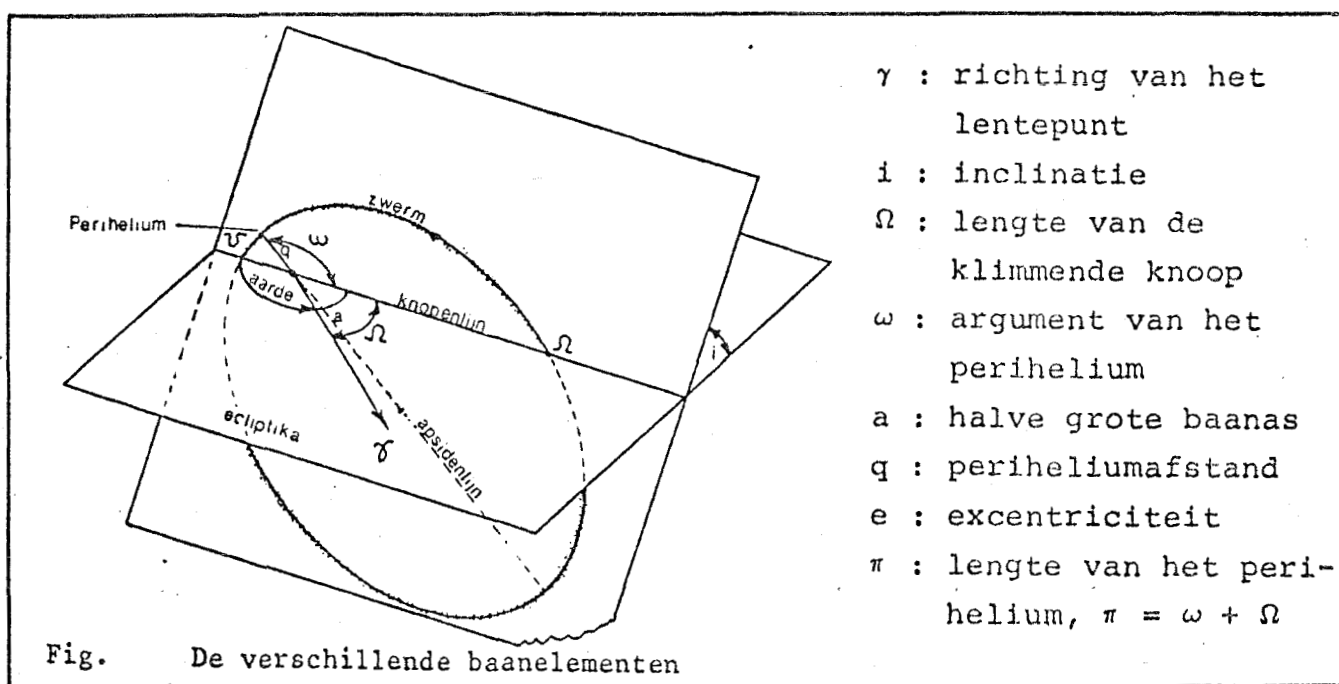 Perihelium
ʊ
q
ω
zwerm
aarde
a
Ω
knopenlijn
Ω
i
ecliptika
γ
apsidenlijn
γ : richting van het
lentepunt
i : inclinatie
Ω : lengte van de
klimmende knoop
ω : argument van het
perihelium
a : halve grote baanas
q : periheliumafstand
e : excentriciteit
π : lengte van het peri-
helium, π = ω + Ω
Fig. De verschillende baanelementen